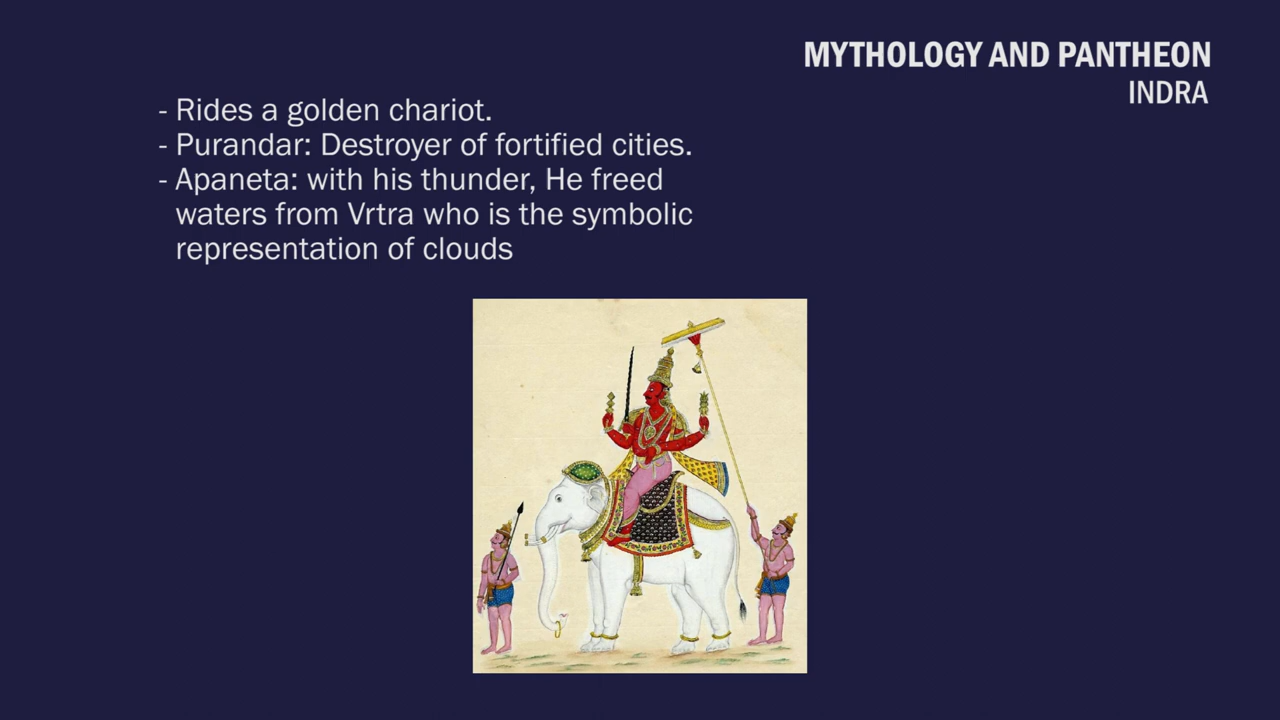 MYTHOLOGY AND PANTHEON
INDRA
- Rides a golden chariot.
- Purandar: Destroyer of fortified cities.
- Apaneta: with his thunder, He freed
waters from Vrtra who is the symbolic
representation of clouds